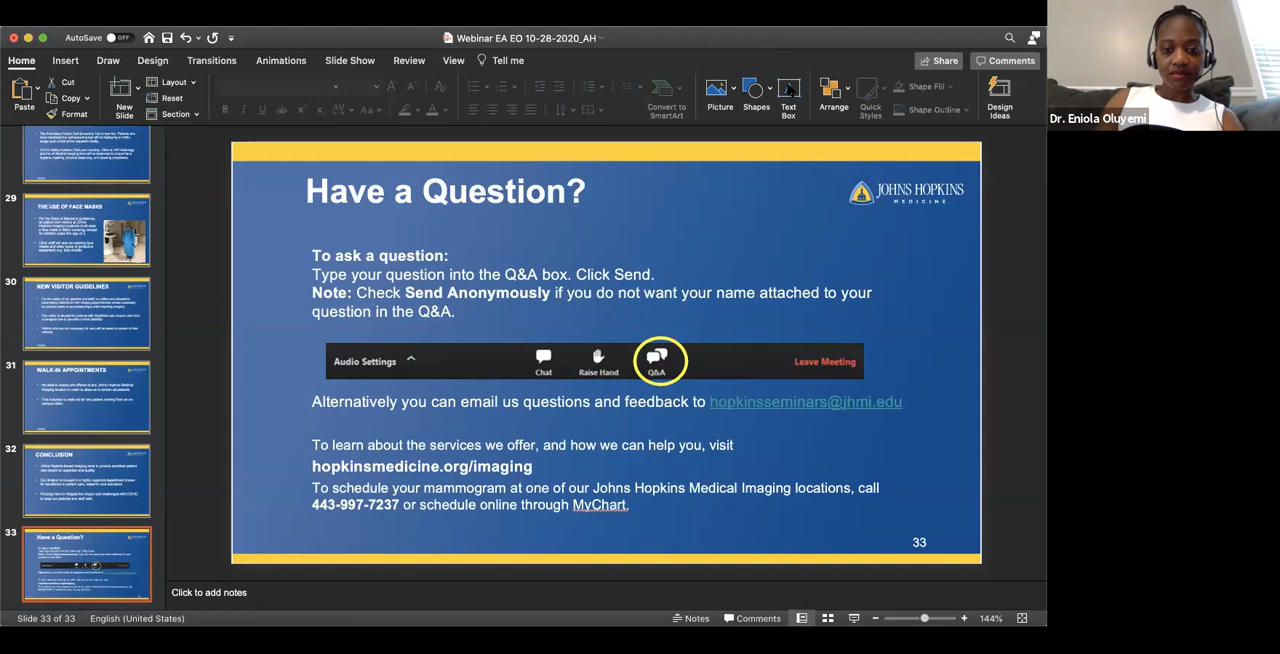 AutoSave OFF
Webinar EA EO 10-28-2020_AH
Home Insert Draw Design Transitions Animations Slide Show Review View Tell me
Share Comments
Paste
Cut
Copy
Format
New Slide
Layout
Reset
Section
Convert to SmartArt
Picture
Shapes
Text Box
Arrange
Quick Styles
Shape Fill
Shape Outline
Design Ideas
Dr. Eniola Oluyemi
29
THE USE OF FACE MASKS
30
NEW VISITOR GUIDELINES
31
WALK-IN APPOINTMENTS
32
CONCLUSION
33
Have a Question?
Have a Question?
JOHNS HOPKINS
MEDICINE
To ask a question:
Type your question into the Q&A box. Click Send.
Note: Check Send Anonymously if you do not want your name attached to your
question in the Q&A.
Audio Settings
Chat
Raise Hand
Q&A
Leave Meeting
Alternatively you can email us questions and feedback to hopkinsseminars@jhmi.edu
To learn about the services we offer, and how we can help you, visit
hopkinsmedicine.org/imaging
To schedule your mammogram at one of our Johns Hopkins Medical Imaging locations, call
443-997-7237 or schedule online through MyChart.
33
Click to add notes
Slide 33 of 33 English (United States)
Notes Comments 144%